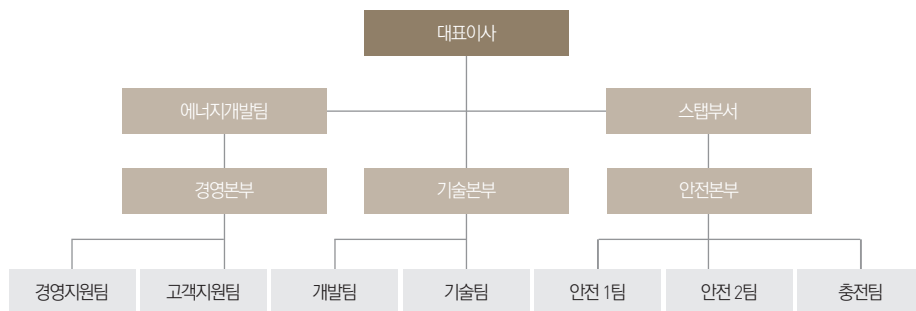 대표이사
에너지개발팀
스탭부서
경영본부
기술본부
안전본부
경영지원팀
고객지원팀
개발팀
기술팀
안전 1팀
안전 2팀
충전팀